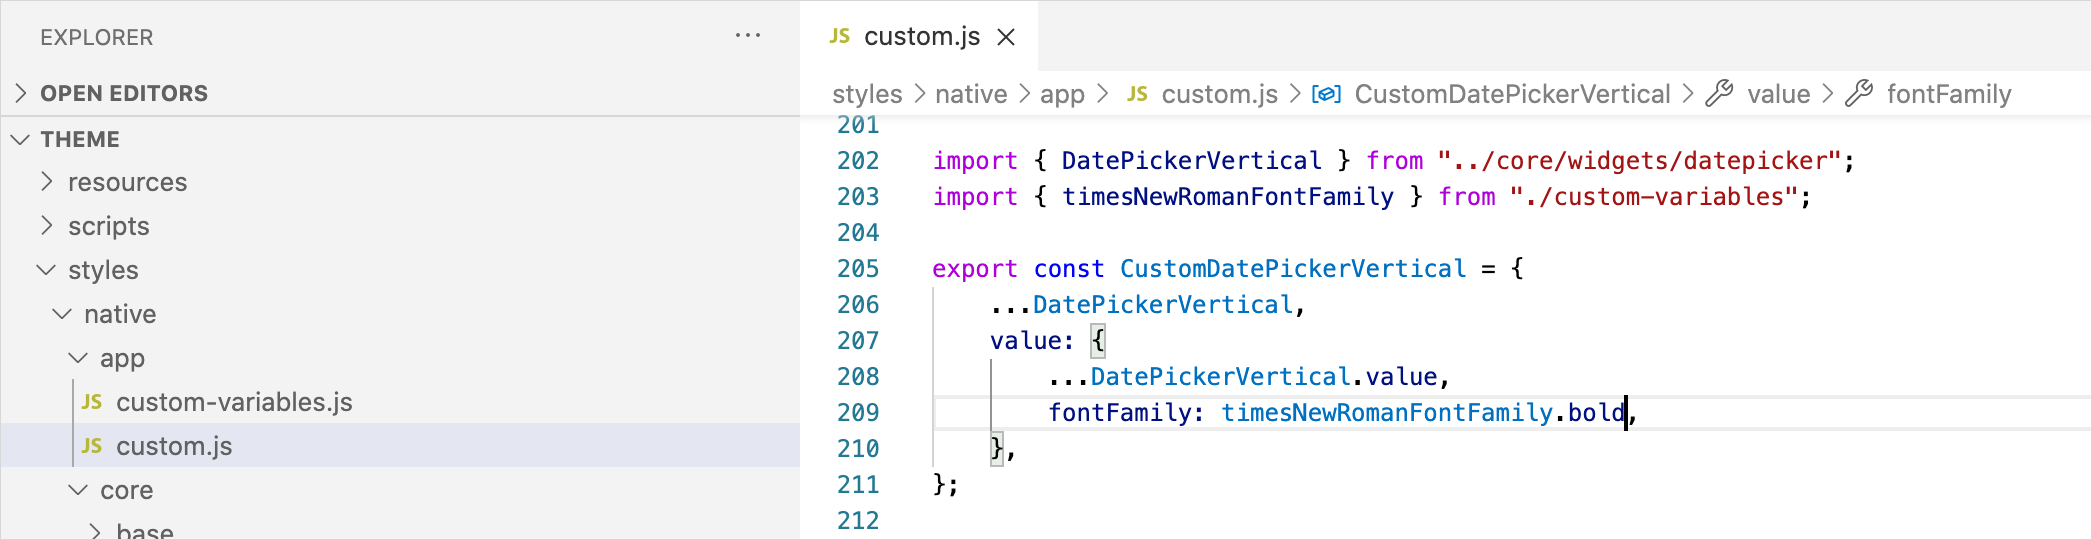 EXPLORER ...
OPEN EDITORS
THEME
resources
scripts
styles
native
app
JS custom-variables.js
JS custom.js
core
base
JS custom.js
styles > native > app > JS custom.js > CustomDatePickerVertical > value > fontFamily
201
202 import { DatePickerVertical } from "../core/widgets/datepicker";
203 import { timesNewRomanFontFamily } from "./custom-variables";
204
205 export const CustomDatePickerVertical = {
206 ...DatePickerVertical,
207 value: {
208 ...DatePickerVertical.value,
209 fontFamily: timesNewRomanFontFamily.bold,
210 },
211 };
212